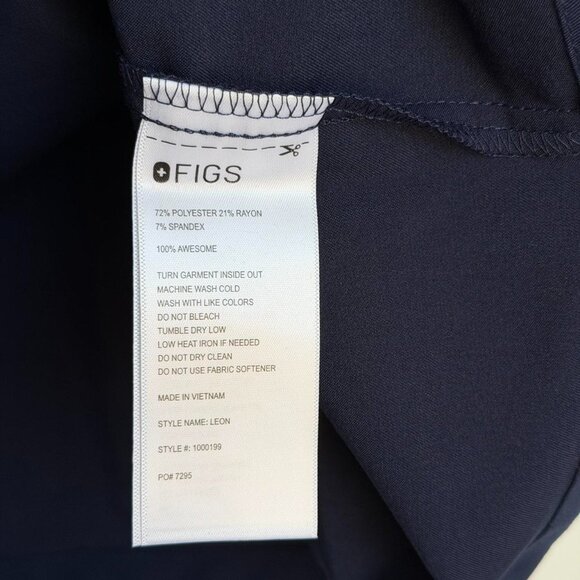 FIGS
72% POLYESTER 21% RAYON
7% SPANDEX
100% AWESOME
TURN GARMENT INSIDE OUT
MACHINE WASH COLD
WASH WITH LIKE COLORS
DO NOT BLEACH
TUMBLE DRY LOW
LOW HEAT IRON IF NEEDED
DO NOT DRY CLEAN
DO NOT USE FABRIC SOFTENER
MADE IN VIETNAM
STYLE NAME: LEON
STYLE #: 1000199
PO# 7295